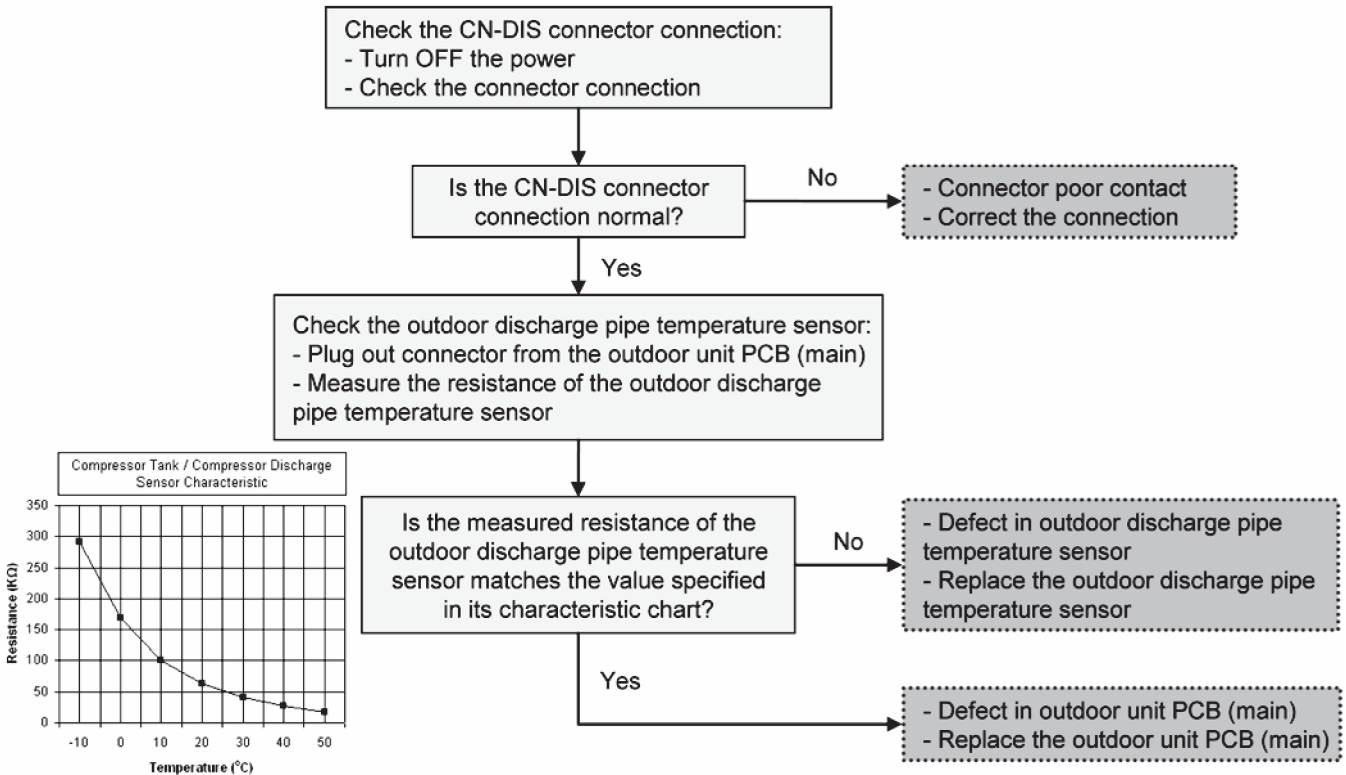 Check the CN-DIS connector connection:
- Turn OFF the power
- Check the connector connection
Is the CN-DIS connector
connection normal?
No
- Connector poor contact
- Correct the connection
Yes
Check the outdoor discharge pipe temperature sensor:
- Plug out connector from the outdoor unit PCB (main)
- Measure the resistance of the outdoor discharge
pipe temperature sensor
Compressor Tank / Compressor Discharge
Sensor Characteristic
350
300
250
200
150
100
50
0
Resistance (KΩ)
-10 0 10 20 30 40 50
Temperature (°C)
Is the measured resistance of the
outdoor discharge pipe temperature
sensor matches the value specified
in its characteristic chart?
No
- Defect in outdoor discharge pipe
temperature sensor
- Replace the outdoor discharge pipe
temperature sensor
Yes
- Defect in outdoor unit PCB (main)
- Replace the outdoor unit PCB (main)